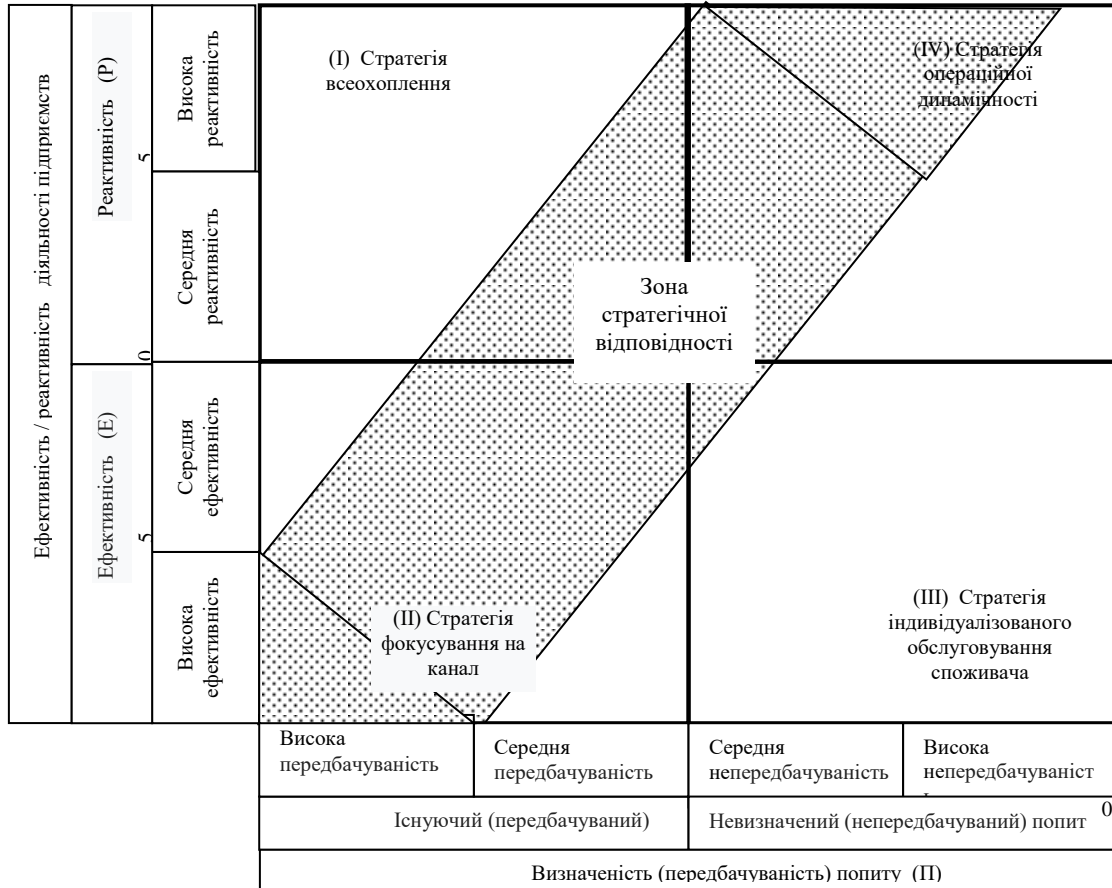 Ефективність / реактивність діяльності підприємств
Реактивність (Р)
Ефективність (Е)
5
0
5
Висока
реактивність
Середня
реактивність
Середня
ефективність
Висока
ефективність
(I) Стратегія
всеохоплення
(IV) Стратегія
операційної
динамічності
Зона
стратегічної
відповідності
(II) Стратегія
фокусування на
канал
(III) Стратегія
індивідуалізованого
обслуговування
споживача
Висока
передбачуваність
Середня
передбачуваність
Середня
непередбачуваність
Висока
непередбачуваніст
Існуючий (передбачуваний)
Невизначений (непередбачуваний) попит
0
Визначеність (передбачуваність) попиту (П)